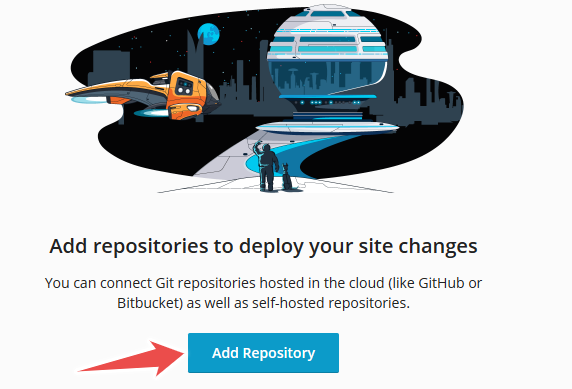 Add repositories to deploy your site changes
You can connect Git repositories hosted in the cloud (like GitHub or
Bitbucket) as well as self-hosted repositories.
Add Repository